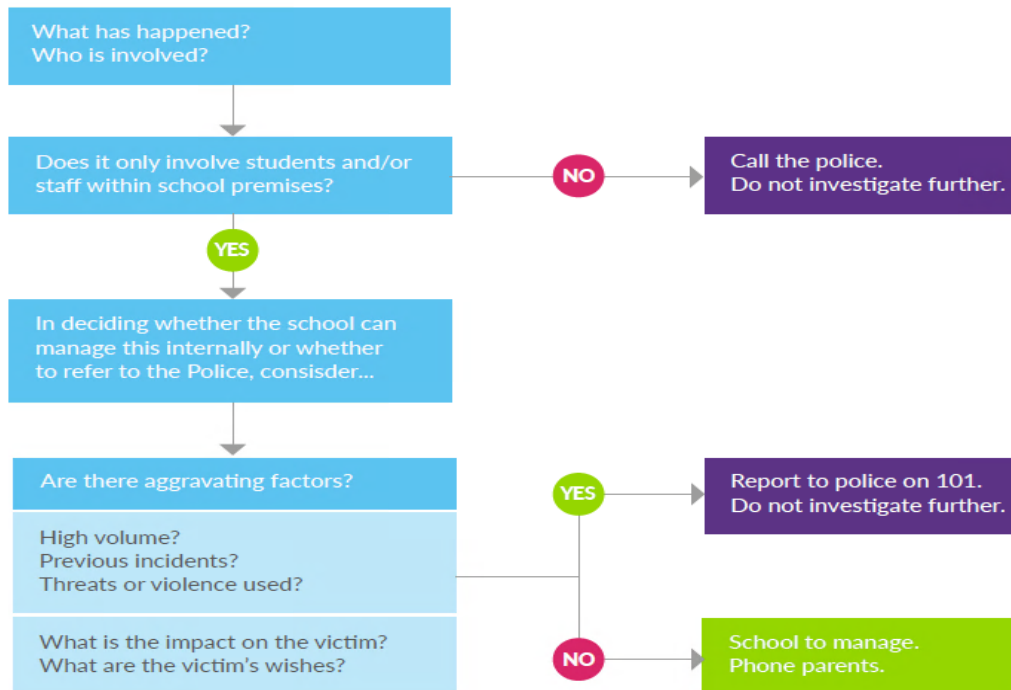 What has happened?
Who is involved?
Does it only involve students and/or
staff within school premises?
NO
Call the police.
Do not investigate further.
YES
In deciding whether the school can
manage this internally or whether
to refer to the Police, consisder...
Are there aggravating factors?
YES
Report to police on 101.
Do not investigate further.
High volume?
Previous incidents?
Threats or violence used?
What is the impact on the victim?
What are the victim's wishes?
NO
School to manage.
Phone parents.